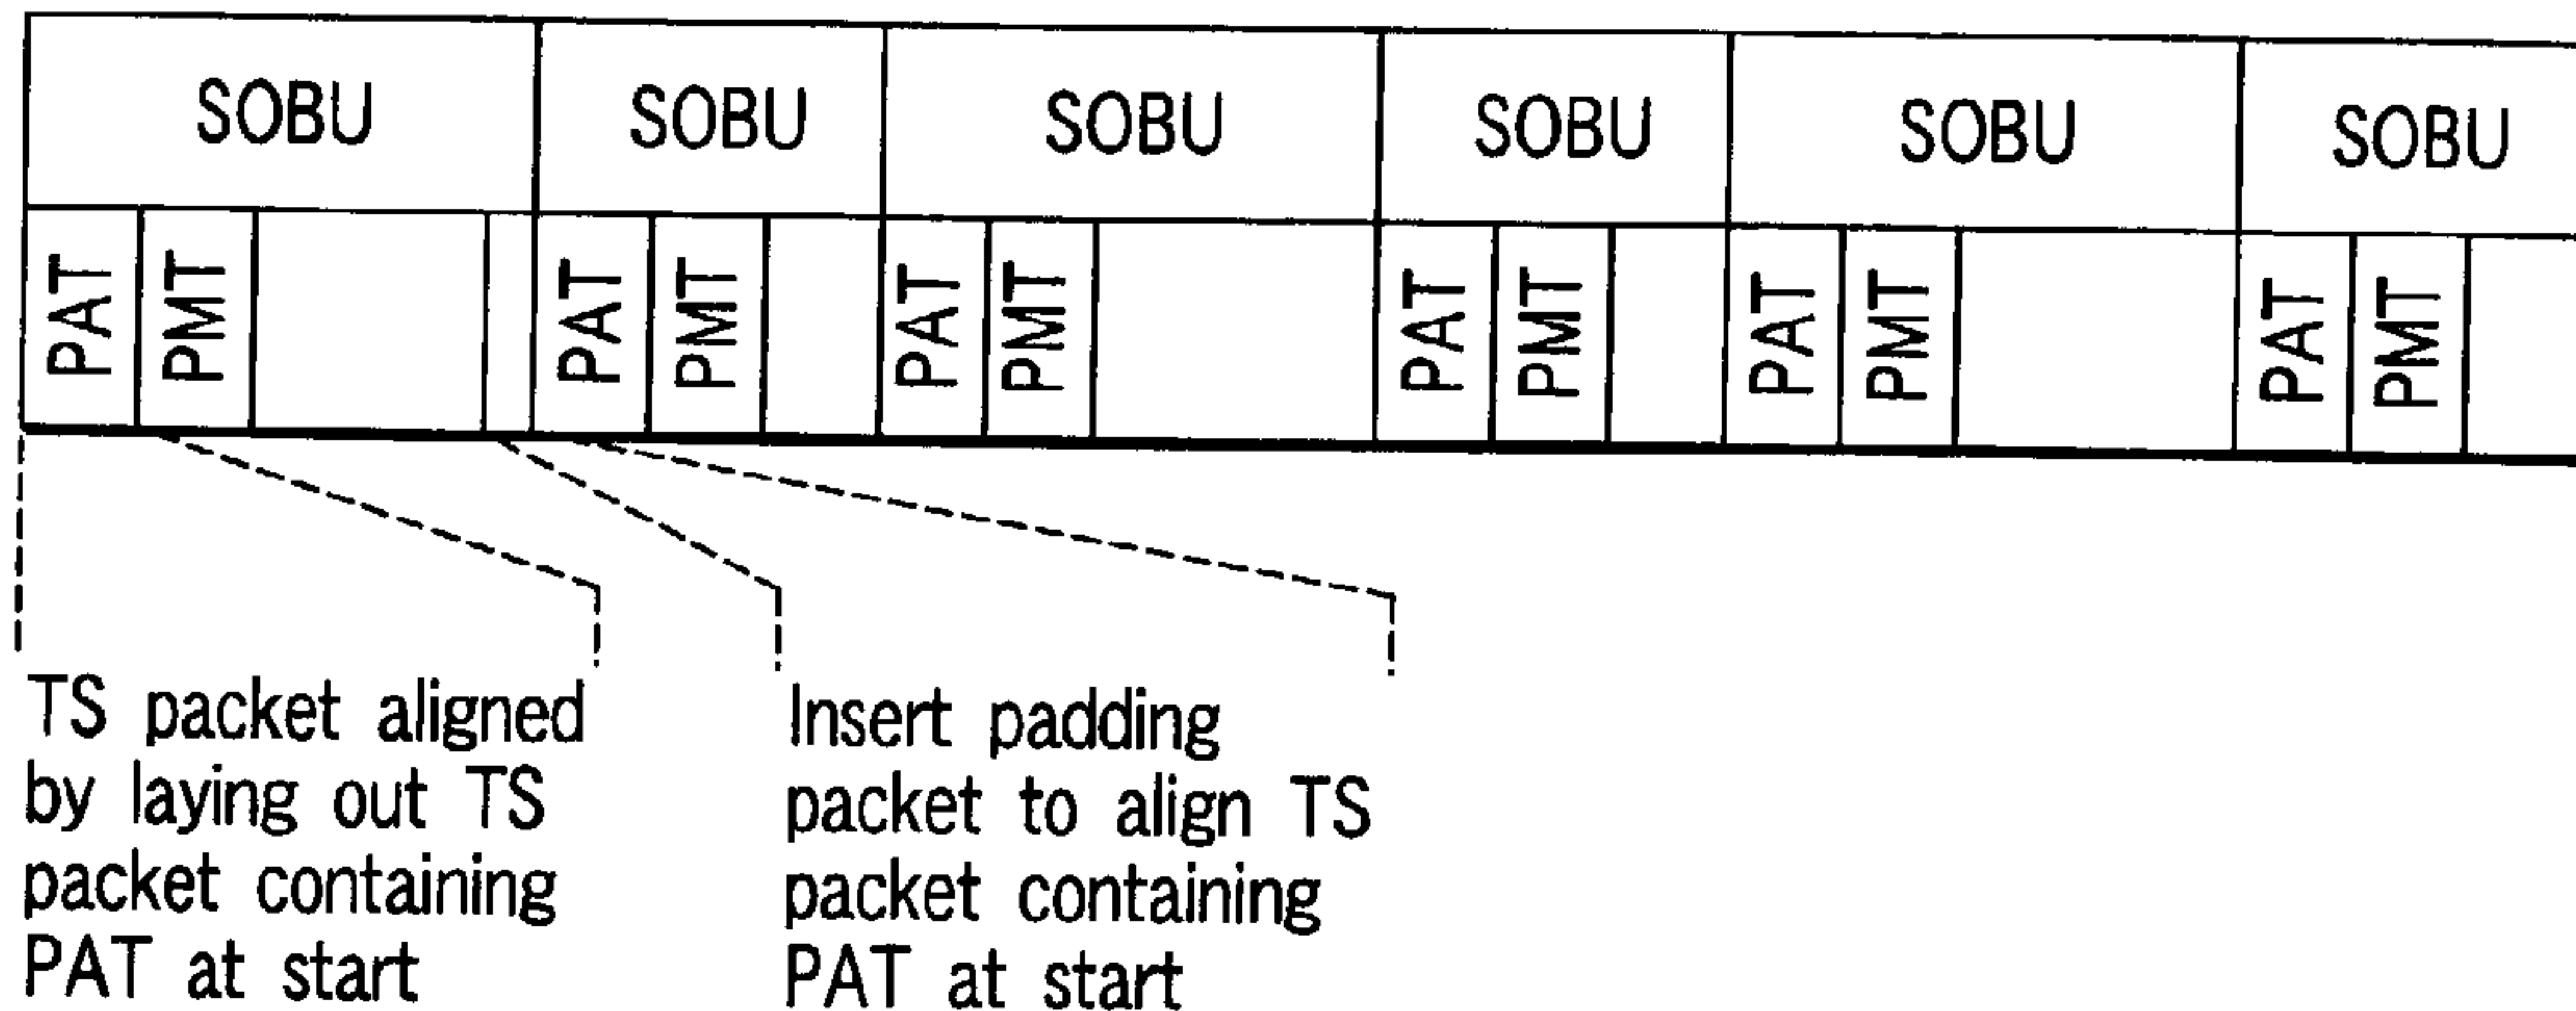 SOBU SOBU SOBU SOBU SOBU SOBU
PAT PMT PAT PMT PAT PMT PAT PMT PAT PMT PAT PMT
TS packet aligned
by laying out TS
packet containing
PAT at start
Insert padding
packet to align TS
packet containing
PAT at start